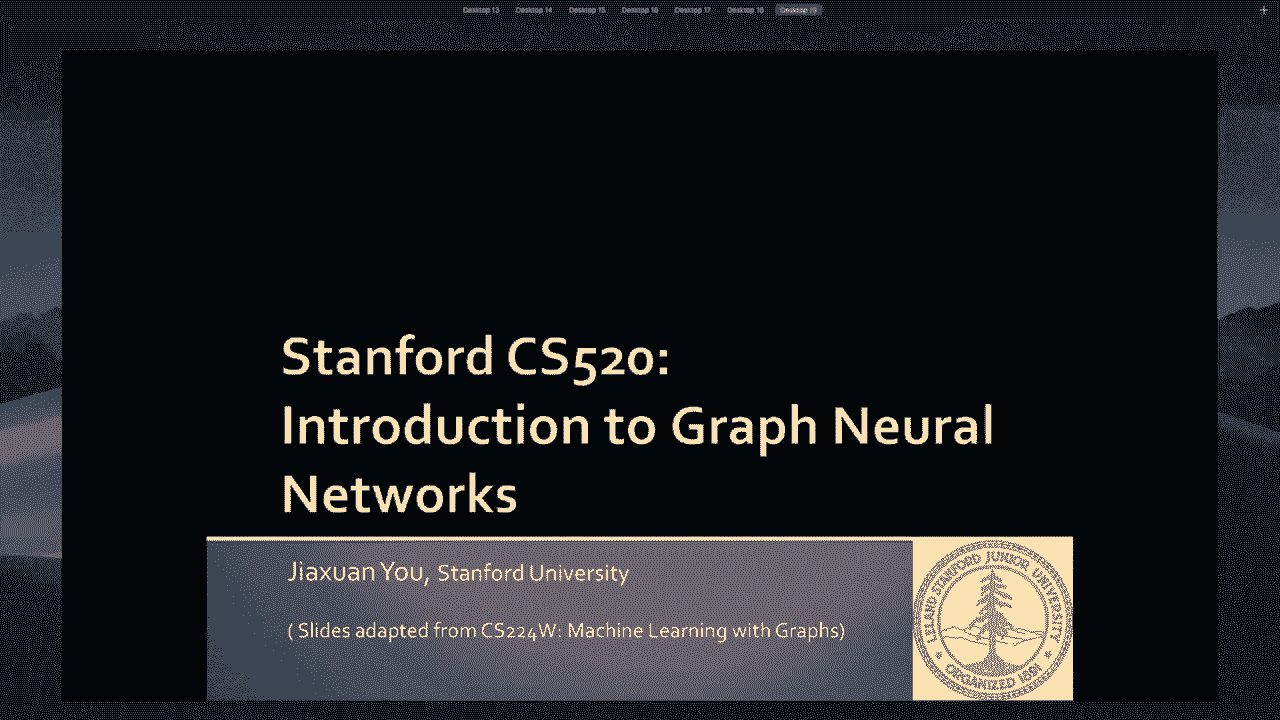 Desktop 13 Desktop 14 Desktop 15 Desktop 16 Desktop 17 Desktop 18 Desktop 19 +
Stanford CS520:
Introduction to Graph Neural
Networks
Jiaxuan You, Stanford University
( Slides adapted from CS224W: Machine Learning with Graphs)
LELAND STANFORD JUNIOR UNIVERSITY
ORGANIZED 1891